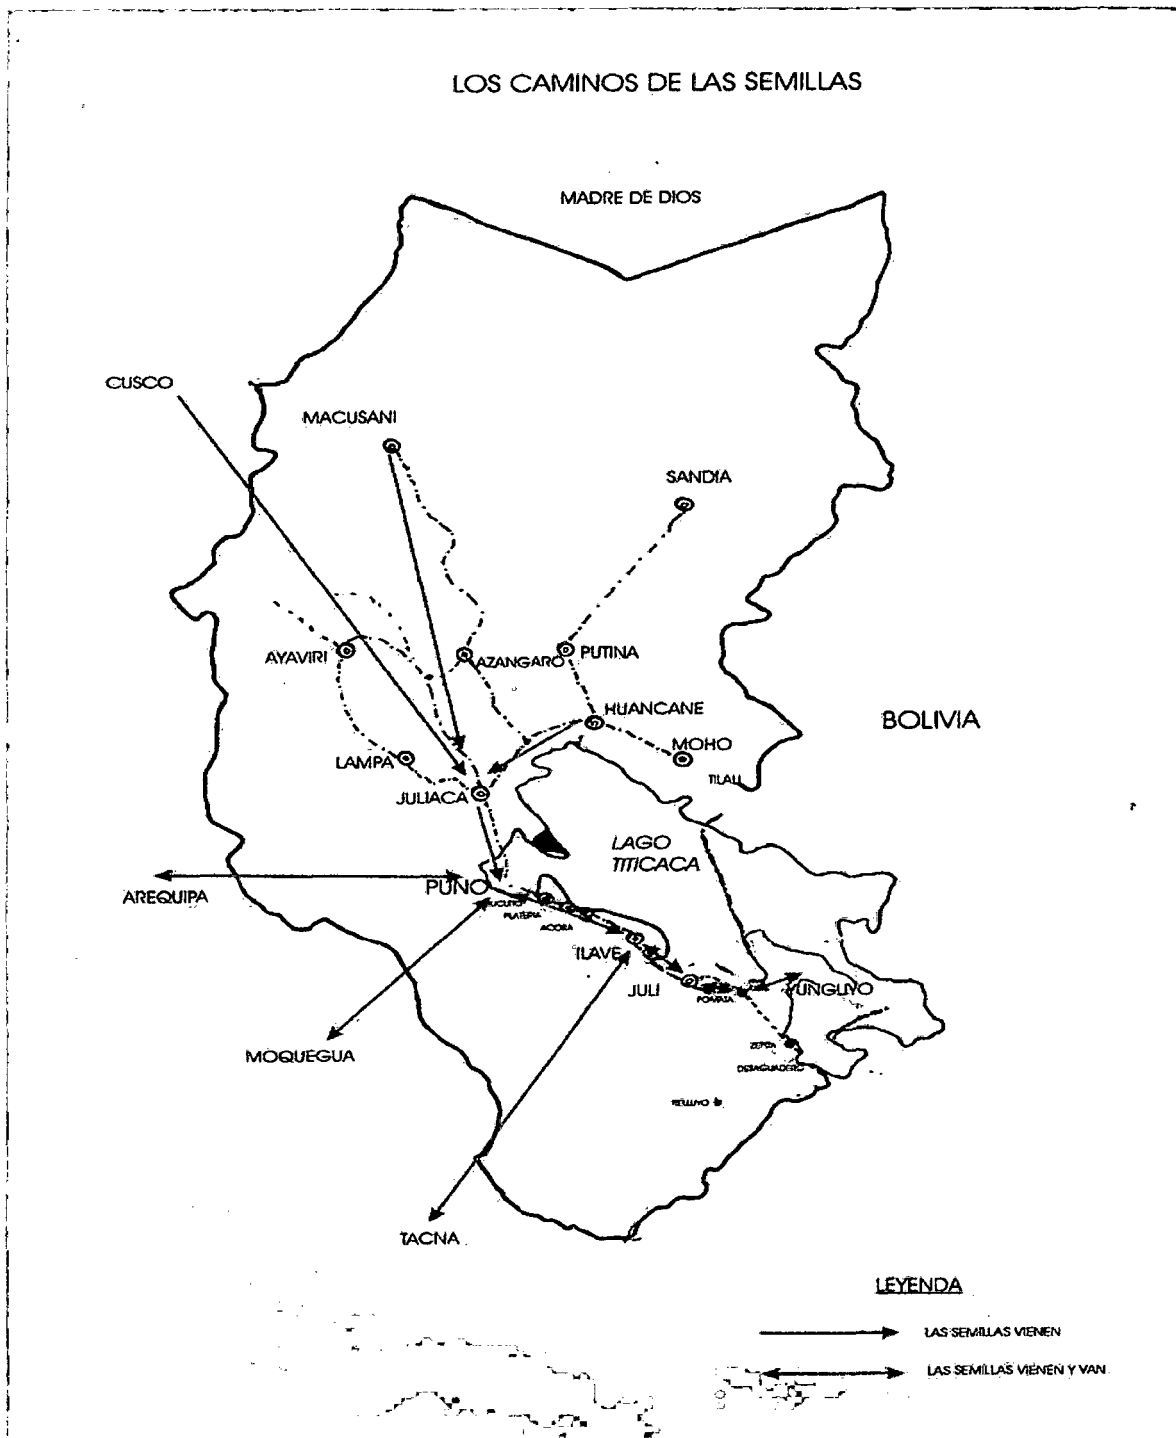 LOS CAMINOS DE LAS SEMILLAS
MADRE DE DIOS
CUSCO
MACUSANI
SANDIA
AYAVIRI
AZANGARO
PUTINA
HUANCANE
BOLIVIA
MOHO
LAMPA
TILALI
JULIACA
LAGO
TITICACA
PUNO
AREQUIPA
PLATERIA
ACORA
ILAVE
JULI
YUNGUYO
POMATA
MOQUEGUA
ZEPITA
DESAGUADERO
TACNA
LEYENDA
LAS SEMILLAS VIENEN
LAS SEMILLAS VIENEN Y VAN